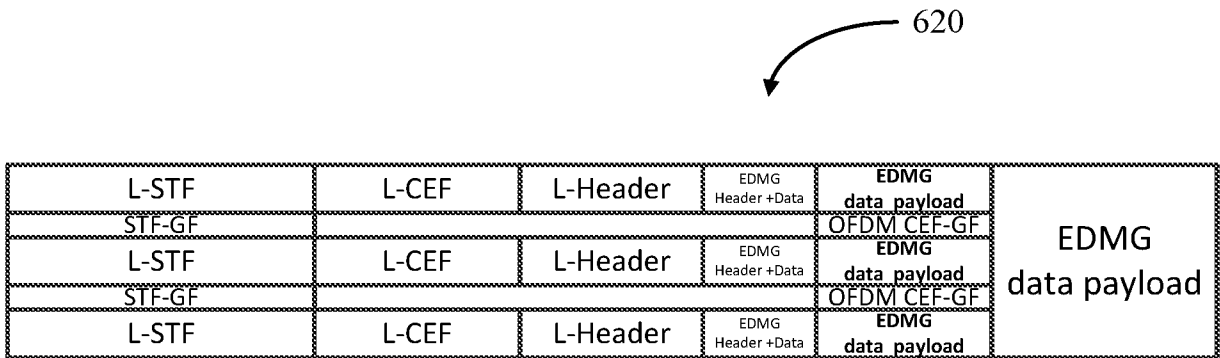 620
L-STF L-CEF L-Header EDMG Header +Data EDMG data payload
STF-GF OFDM CEF-GF
L-STF L-CEF L-Header EDMG Header +Data EDMG data payload
EDMG data payload
STF-GF OFDM CEF-GF
L-STF L-CEF L-Header EDMG Header +Data EDMG data payload